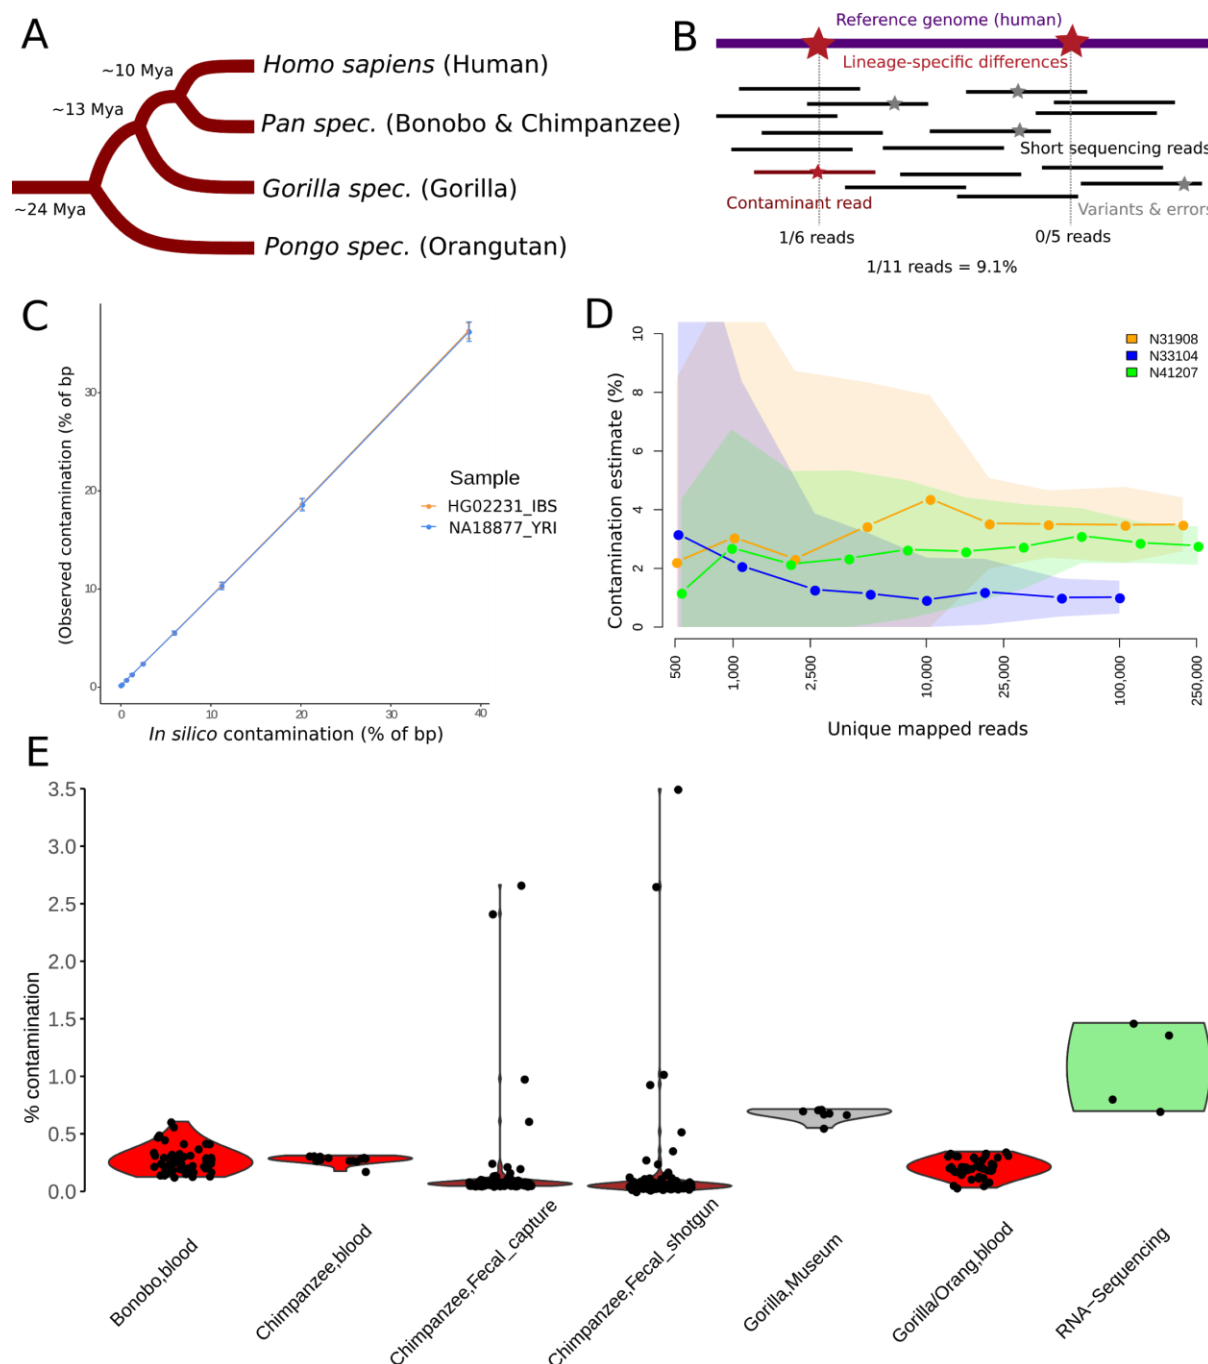 A
~10 Mya
Homo sapiens (Human)
~13 Mya
Pan spec. (Bonobo & Chimpanzee)
Gorilla spec. (Gorilla)
~24 Mya
Pongo spec. (Orangutan)
B
Reference genome (human)
Lineage-specific differences
Short sequencing reads
Contaminant read
Variants & errors
1/6 reads
0/5 reads
1/11 reads = 9.1%
C
(Observed contamination (% of bp)
30
20
10
0
Sample
HG02231_IBS
NA18877_YRI
0
10
20
30
40
In silico contamination (% of bp)
D
Contamination estimate (%)
10
8
6
4
2
0
N31908
N33104
N41207
500
1,000
2,500
10,000
25,000
100,000
250,000
Unique mapped reads
E
% contamination
3.5
3.0
2.5
2.0
1.5
1.0
0.5
0.0
Bonobo,blood
Chimpanzee,blood
Chimpanzee,Fecal_capture
Chimpanzee,Fecal_shotgun
Gorilla,Museum
Gorilla/Orang,blood
RNA−Sequencing